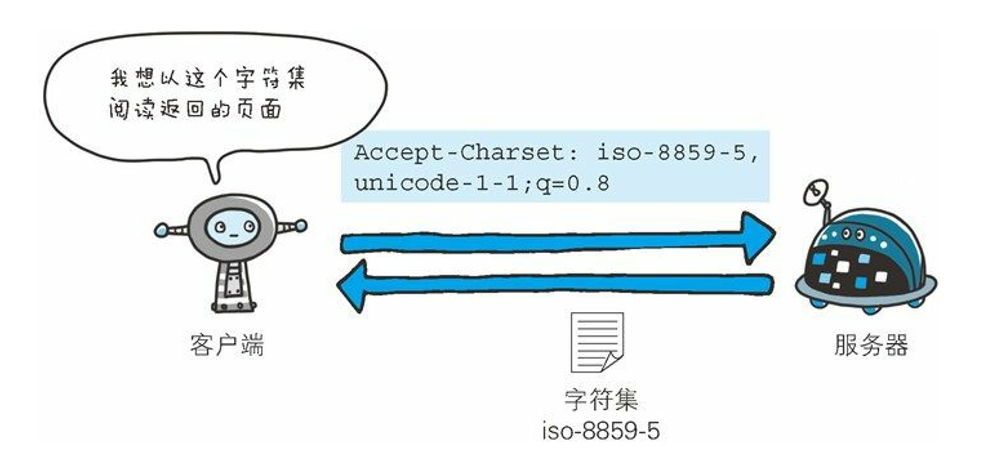 我想以这个字符集
阅读返回的页面
Accept-Charset: iso-8859-5,
unicode-1-1;q=0.8
客户端
服务器
字符集
iso-8859-5